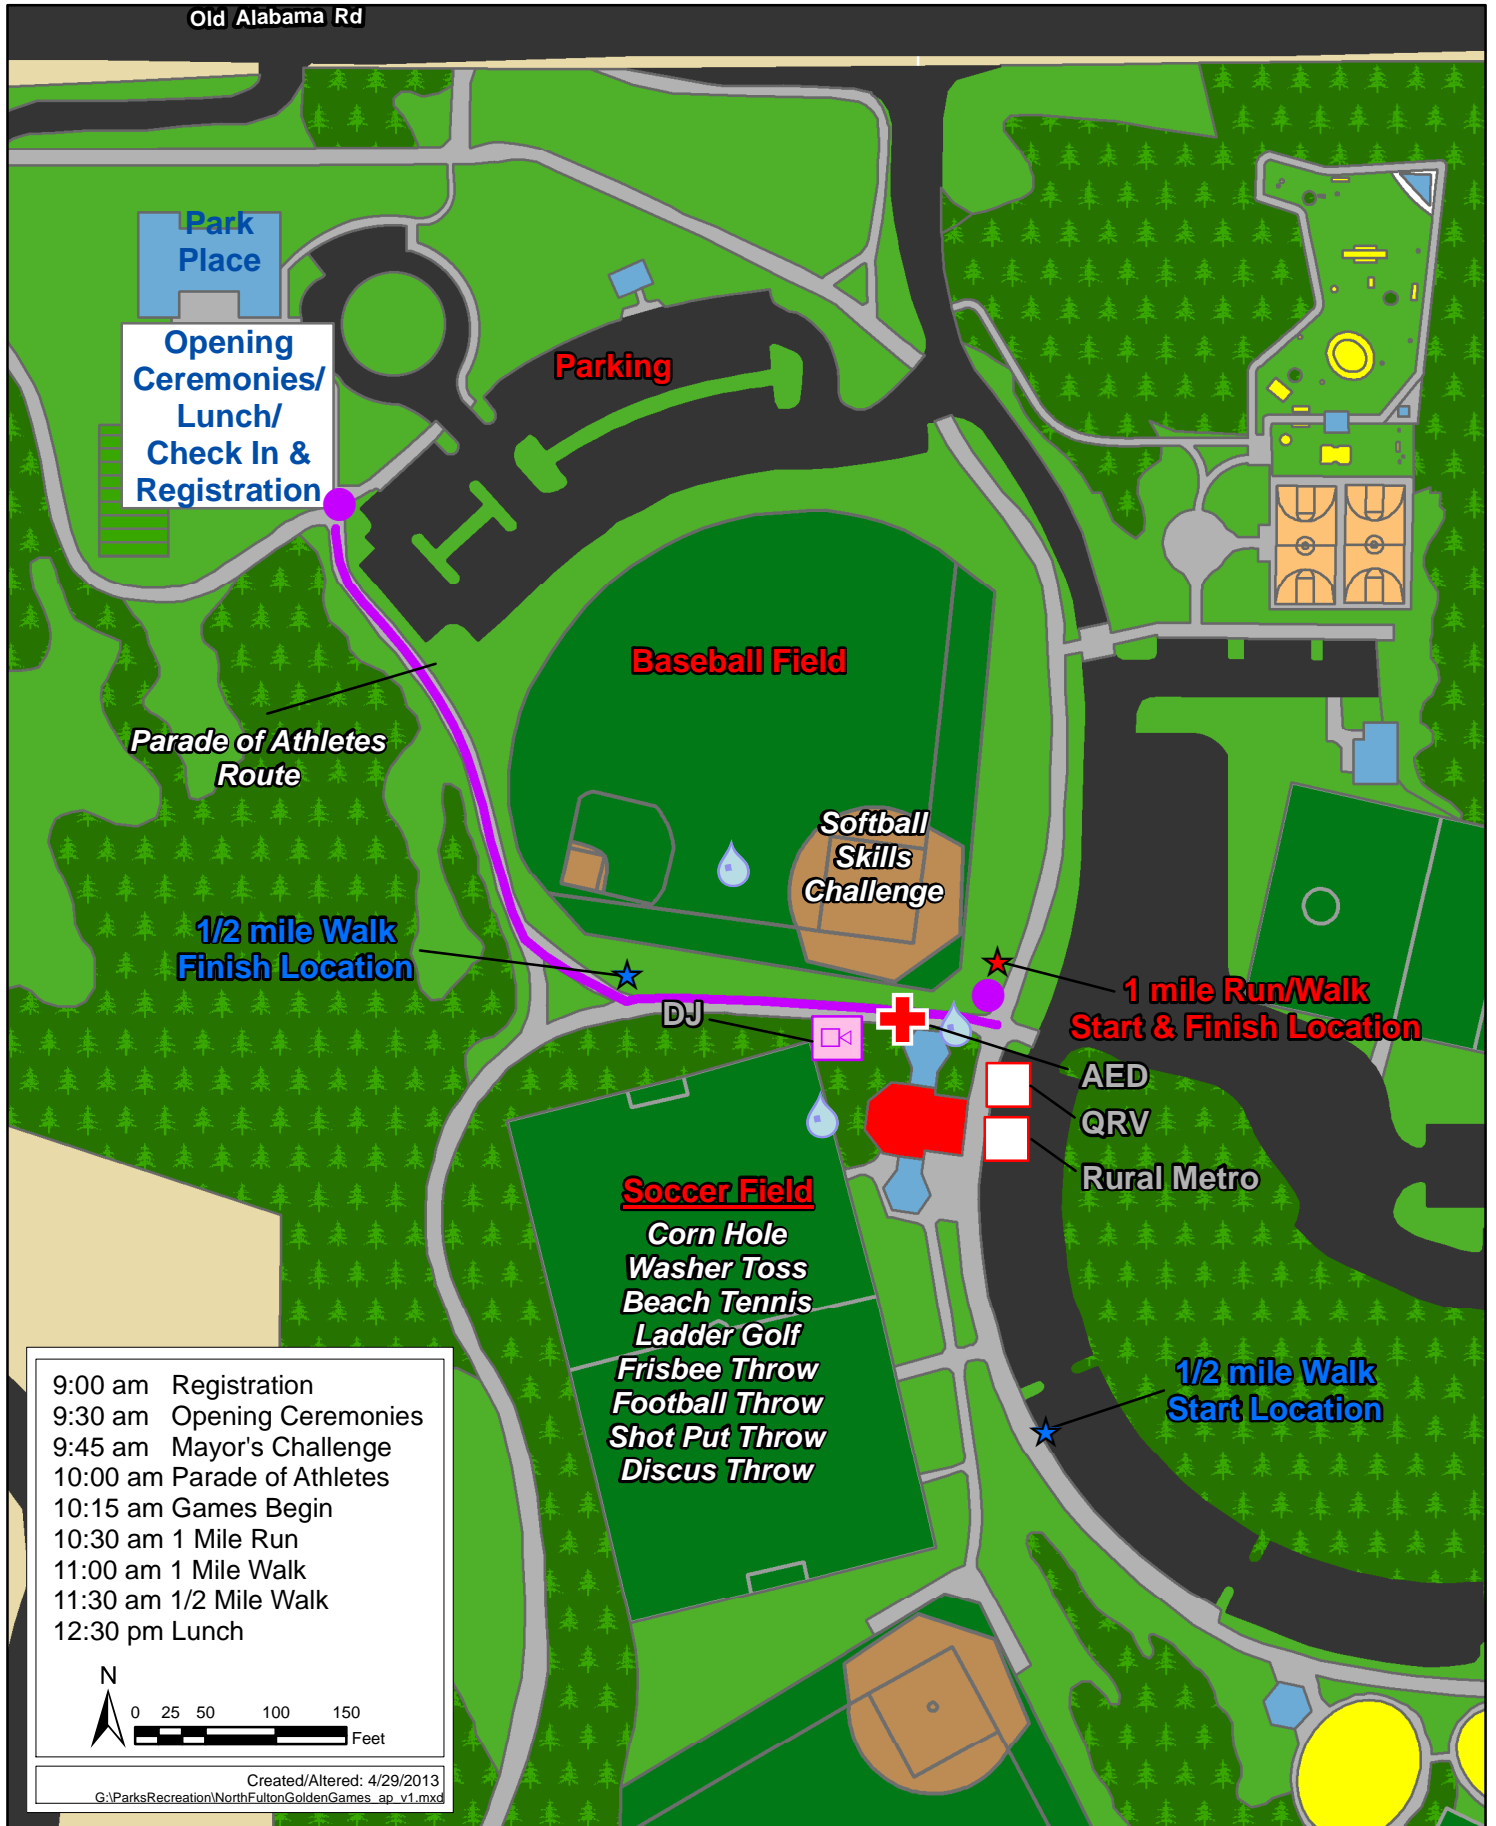 Old Alabama Rd
Park
Place
Opening
Ceremonies/
Lunch/
Check In &
Registration
Parking
Baseball Field
Parade of Athletes
Route
Softball
Skills
Challenge
1/2 mile Walk
Finish Location
DJ
1 mile Run/Walk
Start & Finish Location
AED
QRV
Rural Metro
Soccer Field
Corn Hole
Washer Toss
Beach Tennis
Ladder Golf
Frisbee Throw
Football Throw
Shot Put Throw
Discus Throw
1/2 mile Walk
Start Location
9:00 am Registration
9:30 am Opening Ceremonies
9:45 am Mayor's Challenge
10:00 am Parade of Athletes
10:15 am Games Begin
10:30 am 1 Mile Run
11:00 am 1 Mile Walk
11:30 am 1/2 Mile Walk
12:30 pm Lunch
N
0 25 50 100 150
Feet
Created/Altered: 4/29/2013
G:\ParksRecreation\NorthFultonGoldenGames_ap_v1.mxd